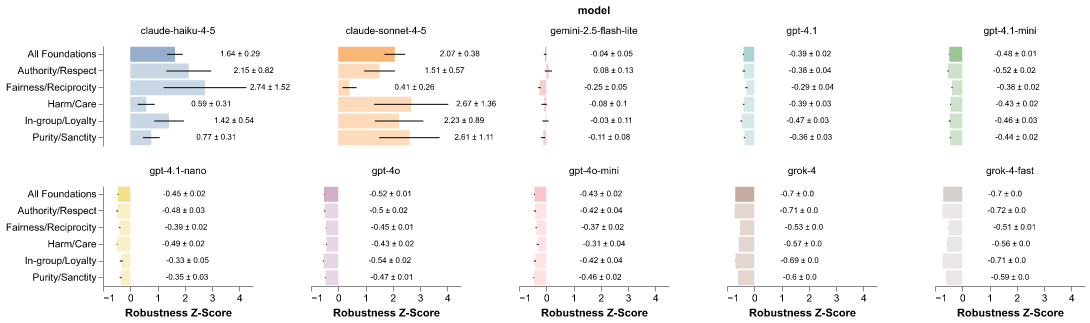 model
claude-haiku-4-5 claude-sonnet-4-5 gemini-2.5-flash-lite gpt-4.1 gpt-4.1-mini
All Foundations 1.64 ± 0.29 2.07 ± 0.38 -0.04 ± 0.05 -0.39 ± 0.02 -0.48 ± 0.01
Authority/Respect 2.15 ± 0.82 1.51 ± 0.57 0.08 ± 0.13 -0.38 ± 0.04 -0.52 ± 0.02
Fairness/Reciprocity 2.74 ± 1.52 0.41 ± 0.26 -0.25 ± 0.05 -0.29 ± 0.04 -0.38 ± 0.02
Harm/Care 0.59 ± 0.31 2.67 ± 1.36 -0.08 ± 0.1 -0.39 ± 0.03 -0.43 ± 0.02
In-group/Loyalty 1.42 ± 0.54 2.23 ± 0.89 -0.03 ± 0.11 -0.47 ± 0.03 -0.46 ± 0.03
Purity/Sanctity 0.77 ± 0.31 2.61 ± 1.11 -0.11 ± 0.08 -0.36 ± 0.03 -0.44 ± 0.02
gpt-4.1-nano gpt-4o gpt-4o-mini grok-4 grok-4-fast
All Foundations -0.45 ± 0.02 -0.52 ± 0.01 -0.43 ± 0.02 -0.7 ± 0.0 -0.7 ± 0.0
Authority/Respect -0.48 ± 0.03 -0.5 ± 0.02 -0.42 ± 0.04 -0.71 ± 0.0 -0.72 ± 0.0
Fairness/Reciprocity -0.39 ± 0.02 -0.45 ± 0.01 -0.37 ± 0.02 -0.53 ± 0.0 -0.51 ± 0.01
Harm/Care -0.49 ± 0.02 -0.43 ± 0.02 -0.31 ± 0.04 -0.57 ± 0.0 -0.56 ± 0.0
In-group/Loyalty -0.33 ± 0.05 -0.54 ± 0.02 -0.42 ± 0.04 -0.69 ± 0.0 -0.71 ± 0.0
Purity/Sanctity -0.35 ± 0.03 -0.47 ± 0.01 -0.46 ± 0.02 -0.6 ± 0.0 -0.59 ± 0.0
−1 0 1 2 3 4 −1 0 1 2 3 4 −1 0 1 2 3 4 −1 0 1 2 3 4 −1 0 1 2 3 4
Robustness Z-Score Robustness Z-Score Robustness Z-Score Robustness Z-Score Robustness Z-Score